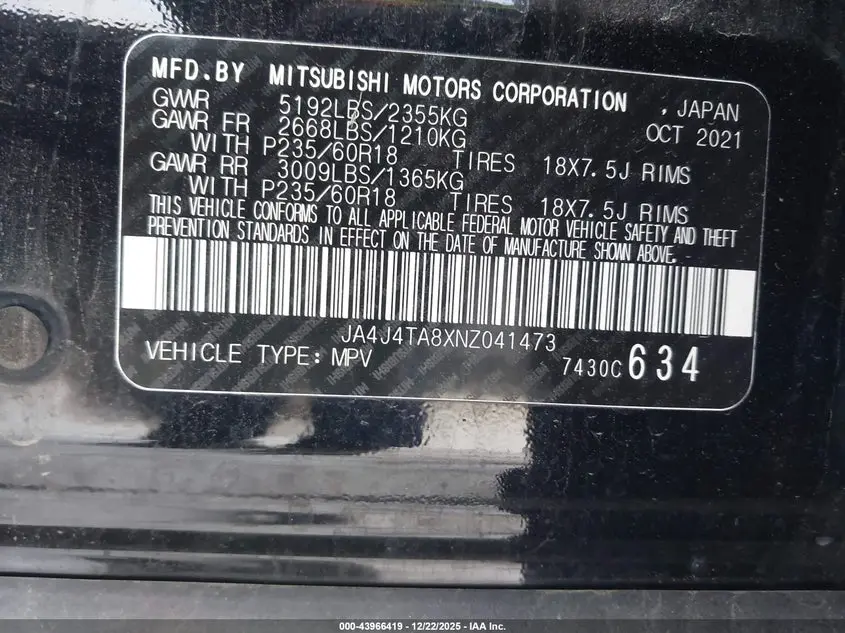 MFD.BY MITSUBISHI MOTORS CORPORATION , JAPAN
GVWR 5192LBS/2355KG OCT 2021
GAWR FR 2668LBS/1210KG
WITH P235/60R18 TIRES 18X7.5J RIMS
GAWR RR 3009LBS/1365KG
WITH P235/60R18 TIRES 18X7.5J RIMS
THIS VEHICLE CONFORMS TO ALL APPLICABLE FEDERAL MOTOR VEHICLE SAFETY AND THEFT
PREVENTION STANDARDS IN EFFECT ON THE DATE OF MANUFACTURE SHOWN ABOVE.
JA4J4TA8XNZ041473
VEHICLE TYPE: MPV 7430C 634
000-43966419 - 12/22/2025 - IAA Inc.